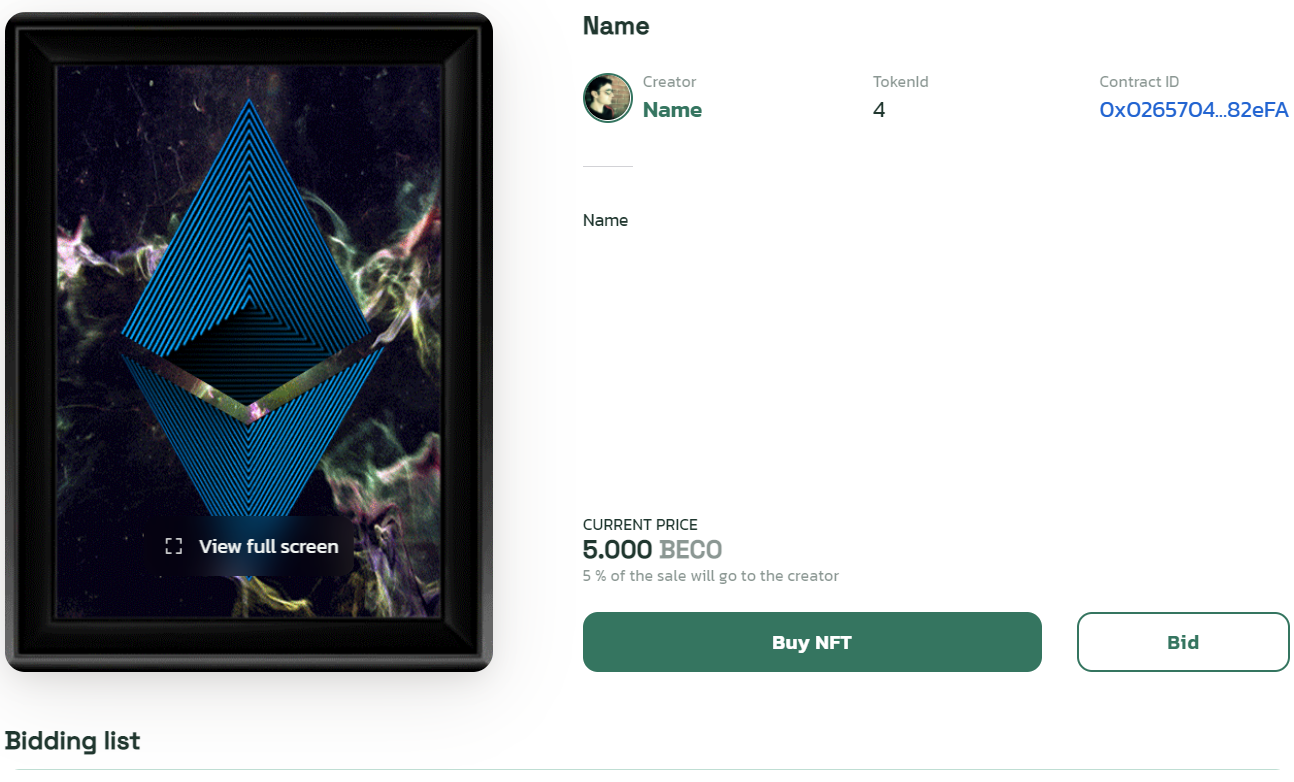 Name
Creator
Name
TokenId
4
Contract ID
0x0265704...82eFA
Name
View full screen
CURRENT PRICE
5.000 BECO
5 % of the sale will go to the creator
Buy NFT
Bid
Bidding list